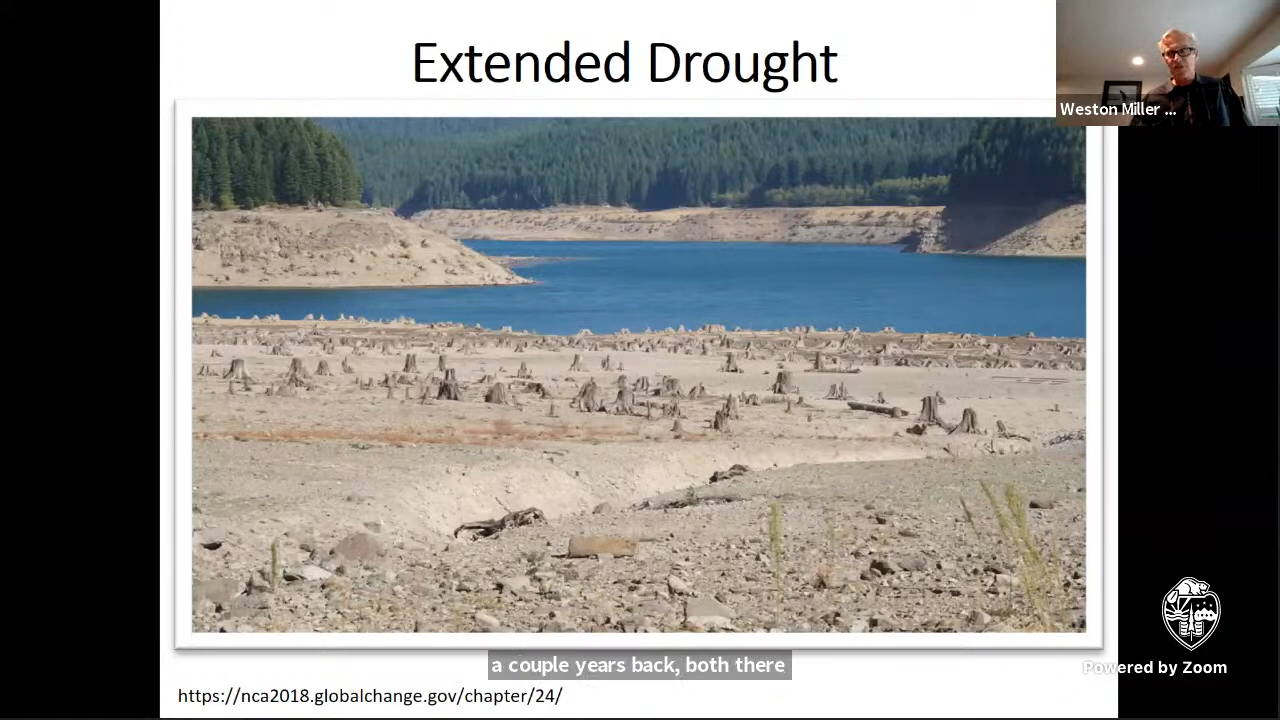 Extended Drought
Weston Miller ...
a couple years back, both there
Powered by Zoom
https://nca2018.globalchange.gov/chapter/24/